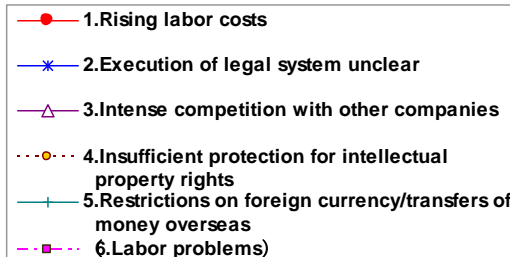 1.Rising labor costs
2.Execution of legal system unclear
3.Intense competition with other companies
4.Insufficient protection for intellectual
property rights
5.Restrictions on foreign currency/transfers of
money overseas
(6.Labor problems)